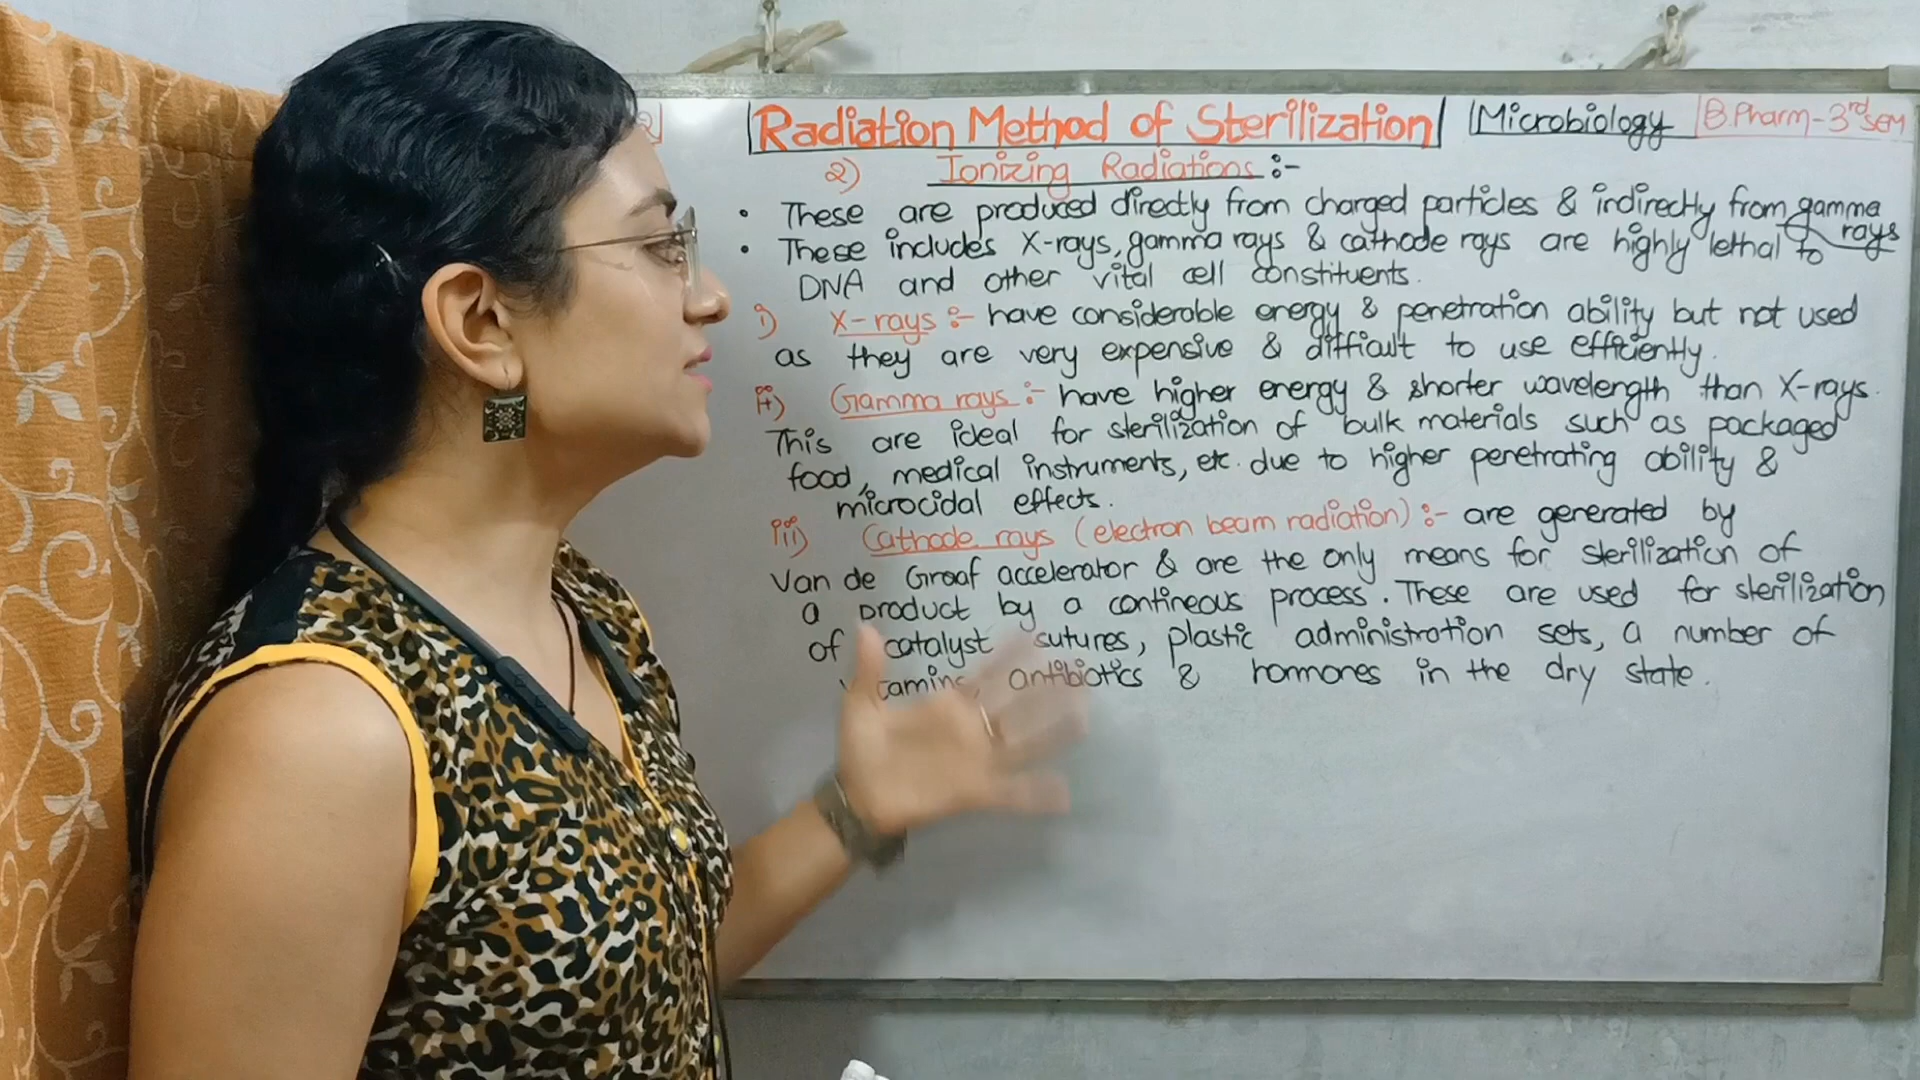 Radiation Method of Sterilization Microbiology B.Pharm-3rd sem
2) Ionizing Radiations :-
• These are produced directly from charged particles & indirectly from gamma rays
• These includes X-rays, gamma rays & cathode rays are highly lethal to
DNA and other vital cell constituents.
i) X-rays :- have considerable energy & penetration ability but not used
as they are very expensive & difficult to use efficiently.
ii) Gamma rays :- have higher energy & shorter wavelength than X-rays.
This are ideal for sterilization of bulk materials such as packaged
food, medical instruments, etc. due to higher penetrating ability &
microcidal effects.
iii) Cathode rays (electron beam radiation) :- are generated by
Van de Graaf accelerator & are the only means for sterilization of
a product by a contineous process. These are used for sterilization
of catalyst sutures, plastic administration sets, a number of
antibiotics & hormones in the dry state.